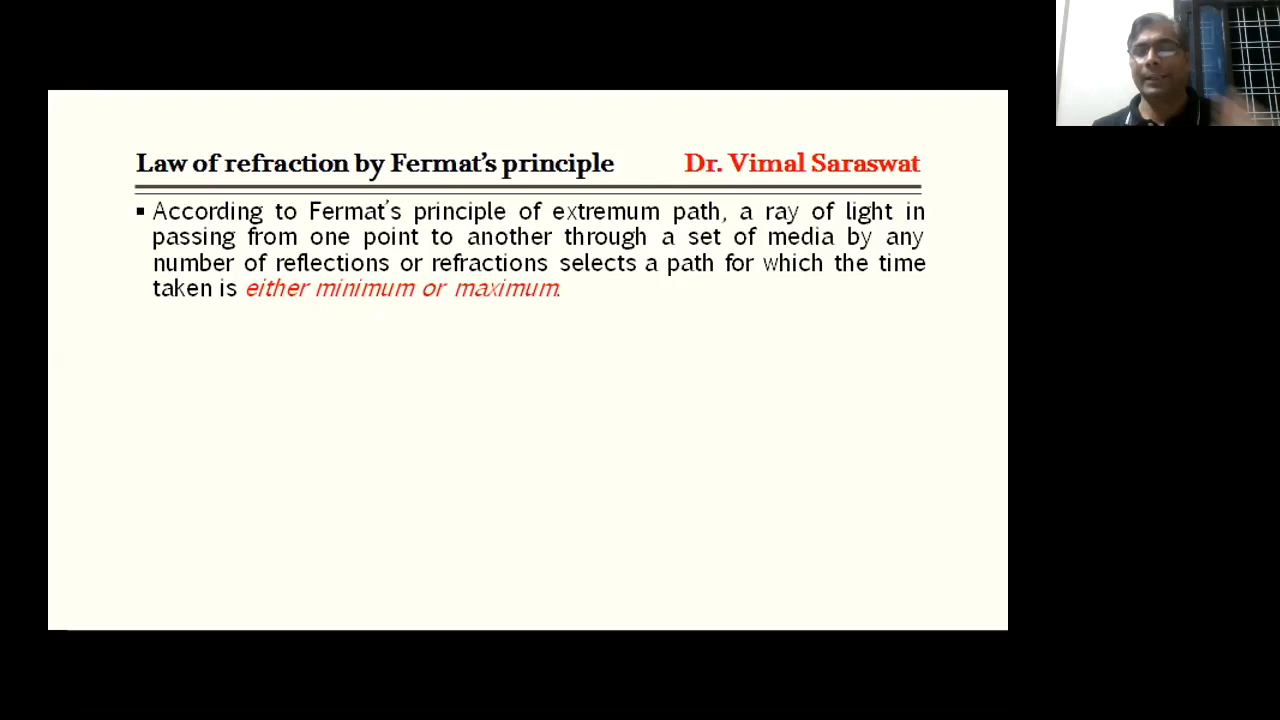 Law of refraction by Fermat's principle Dr. Vimal Saraswat
▪ According to Fermat's principle of extremum path, a ray of light in
passing from one point to another through a set of media by any
number of reflections or refractions selects a path for which the time
taken is either minimum or maximum.